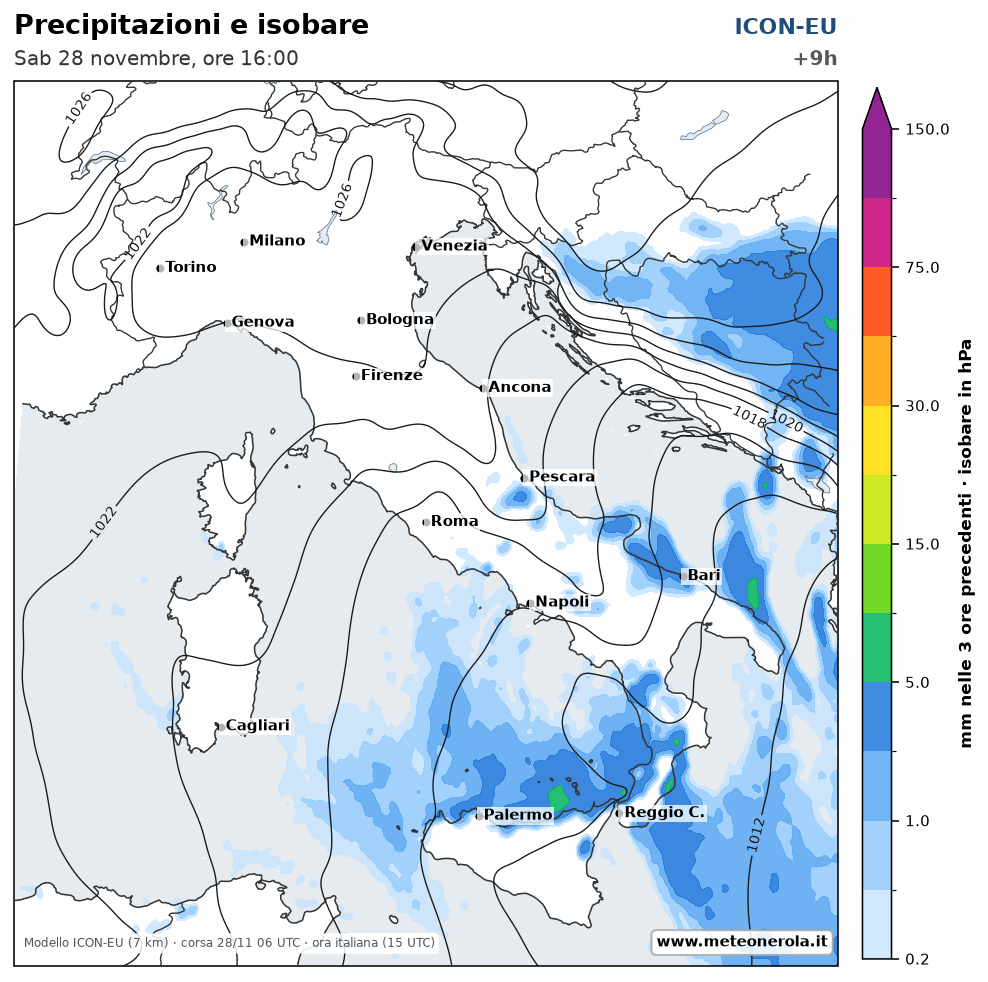 Precipitazioni e isobare
ICON-EU
Sab 28 novembre, ore 16:00
+9h
1026
1026
1022
Milano
Torino
Venezia
Genova
Bologna
Firenze
Ancona
1018
1020
Pescara
1022
Roma
Bari
Napoli
Cagliari
Palermo
Reggio C.
1012
Modello ICON-EU (7 km) · corsa 28/11 06 UTC · ora italiana (15 UTC)
www.meteonerola.it
150.0
75.0
30.0
15.0
5.0
1.0
0.2
mm nelle 3 ore precedenti · isobare in hPa